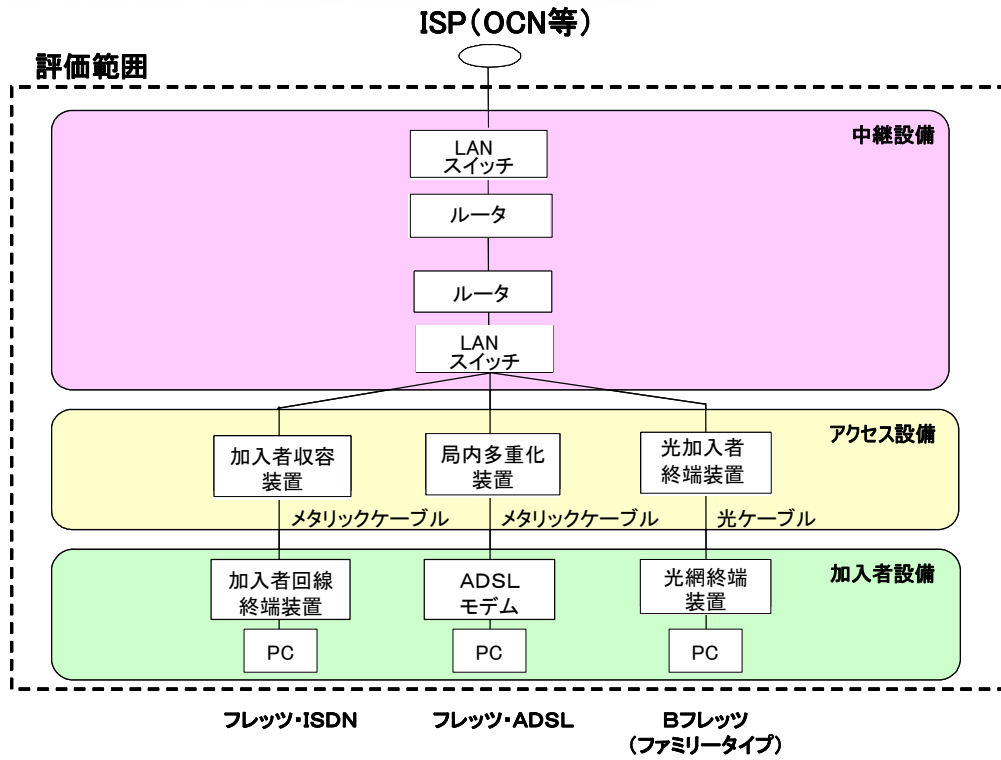 ISP(OCN等)
評価範囲
中継設備
LAN
スイッチ
ルータ
ルータ
LAN
スイッチ
アクセス設備
加入者収容
装置
局内多重化
装置
光加入者
終端装置
メタリックケーブル
メタリックケーブル
光ケーブル
加入者設備
加入者回線
終端装置
ADSL
モデム
光網終端
装置
PC
PC
PC
フレッツ・ISDN
フレッツ・ADSL
Bフレッツ
(ファミリータイプ)